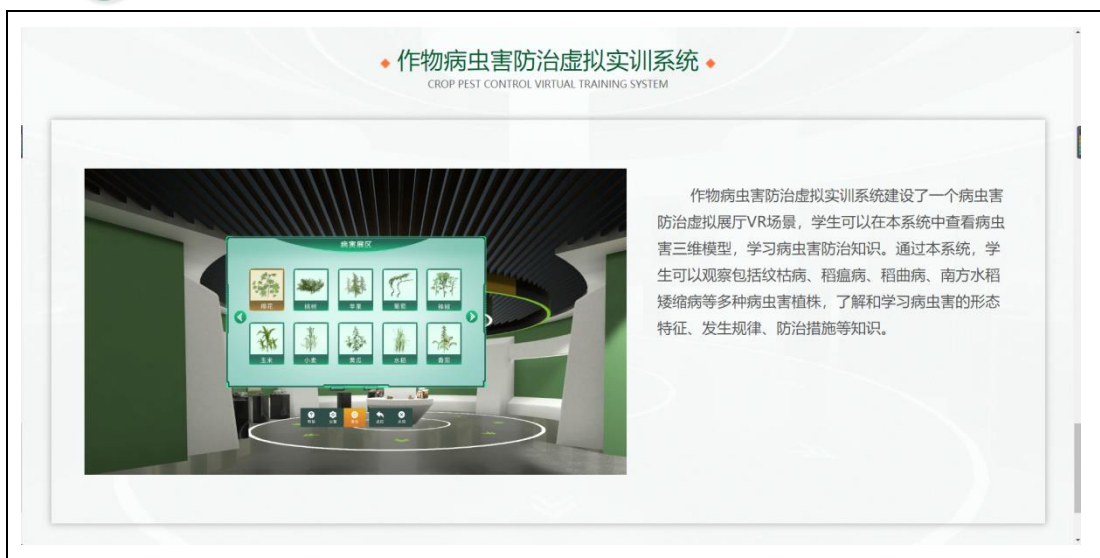 作物病虫害防治虚拟实训系统
CROP PEST CONTROL VIRTUAL TRAINING SYSTEM
作物病虫害防治虚拟实训系统建设了一个病虫害
防治虚拟展厅VR场景，学生可以在本系统中查看病虫
害三维模型，学习病虫害防治知识。通过本系统，学
生可以观察包括纹枯病、稻瘟病、稻曲病、南方水稻
矮缩病等多种病虫害植株，了解和学习病虫害的形态
特征、发生规律、防治措施等知识。
病害展区
棉花 苹果 葡萄 辣椒
玉米 小麦 黄瓜 水稻 番茄